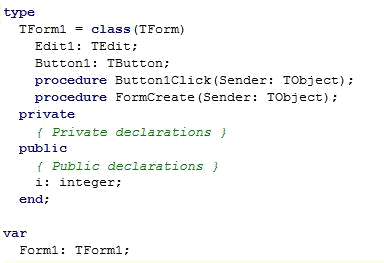 type
  TForm1 = class(TForm)
    Edit1: TEdit;
    Button1: TButton;
    procedure Button1Click(Sender: TObject);
    procedure FormCreate(Sender: TObject);
  private
    { Private declarations }
  public
    { Public declarations }
    i: integer;
  end;
var
  Form1: TForm1;